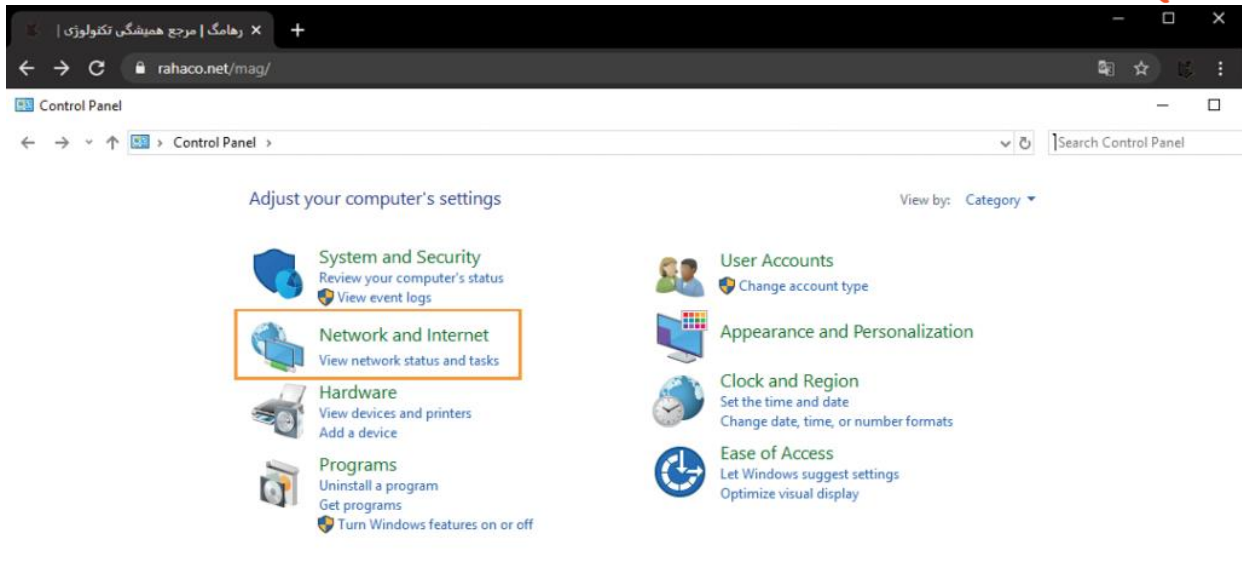 رهامگ | مرجع همیشگی تکنولوژی |
rahaco.net/mag/
Control Panel
Control Panel
Search Control Panel
Adjust your computer's settings
View by: Category
System and Security
Review your computer's status
View event logs
Network and Internet
View network status and tasks
Hardware
View devices and printers
Add a device
Programs
Uninstall a program
Get programs
Turn Windows features on or off
User Accounts
Change account type
Appearance and Personalization
Clock and Region
Set the time and date
Change date, time, or number formats
Ease of Access
Let Windows suggest settings
Optimize visual display